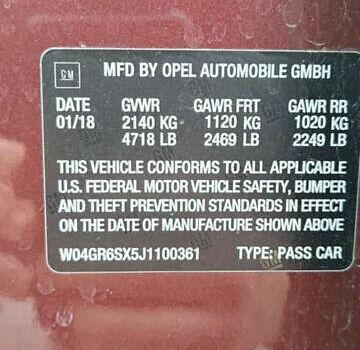 GM MFD BY OPEL AUTOMOBILE GMBH
DATE GVWR GAWR FRT GAWR RR
01/18 2140 KG 1120 KG 1020 KG
4718 LB 2469 LB 2249 LB
THIS VEHICLE CONFORMS TO ALL APPLICABLE
U.S. FEDERAL MOTOR VEHICLE SAFETY, BUMPER
AND THEFT PREVENTION STANDARDS IN EFFECT
ON THE DATE OF MANUFACTURE SHOWN ABOVE
W04GR6SX5J1100361 TYPE: PASS CAR